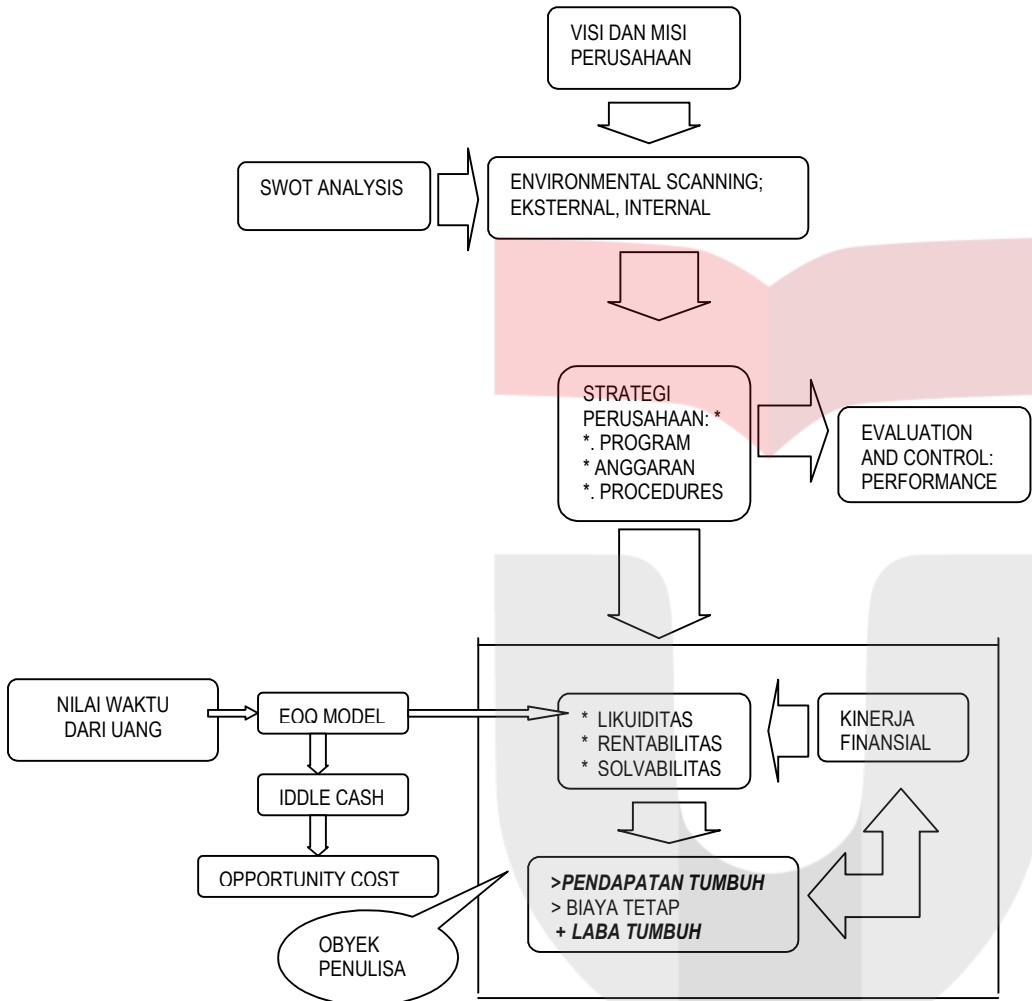 VISI DAN MISI
PERUSAHAAN
SWOT ANALYSIS
ENVIRONMENTAL SCANNING;
EKSTERNAL, INTERNAL
STRATEGI
PERUSAHAAN: *
*. PROGRAM
* ANGGARAN
*. PROCEDURES
EVALUATION
AND CONTROL:
PERFORMANCE
NILAI WAKTU
DARI UANG
EOQ MODEL
* LIKUIDITAS
* RENTABILITAS
* SOLVABILITAS
KINERJA
FINANSIAL
IDDLE CASH
OPPORTUNITY COST
>PENDAPATAN TUMBUH
> BIAYA TETAP
+ LABA TUMBUH
OBYEK
PENULISA